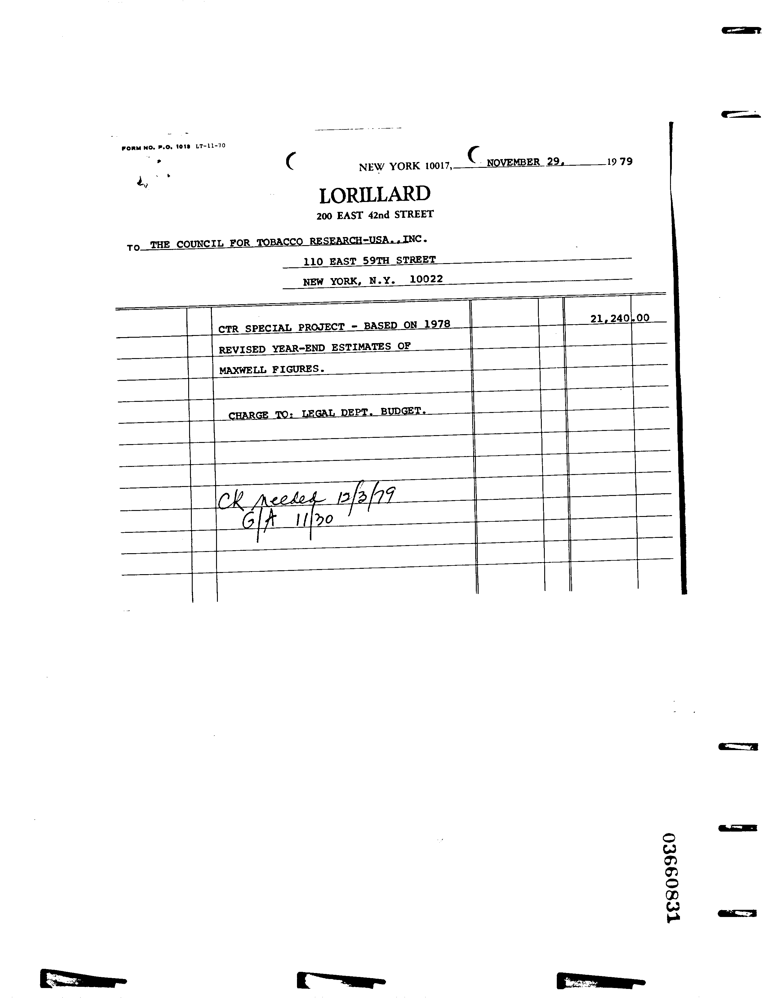 FORM NO. P.O. 1018 LT-11-70
NEW YORK 10017, NOVEMBER 29, 1979
LORILLARD
200 EAST 42nd STREET
TO THE COUNCIL FOR TOBACCO RESEARCH-USA., INC.
110 EAST 59TH STREET
NEW YORK, N.Y. 10022
CTR SPECIAL PROJECT - BASED ON 1978 21,240.00
REVISED YEAR-END ESTIMATES OF
MAXWELL FIGURES.
CHARGE TO: LEGAL DEPT. BUDGET.
CK needed 12/3/79
G/A 11/30
03660831